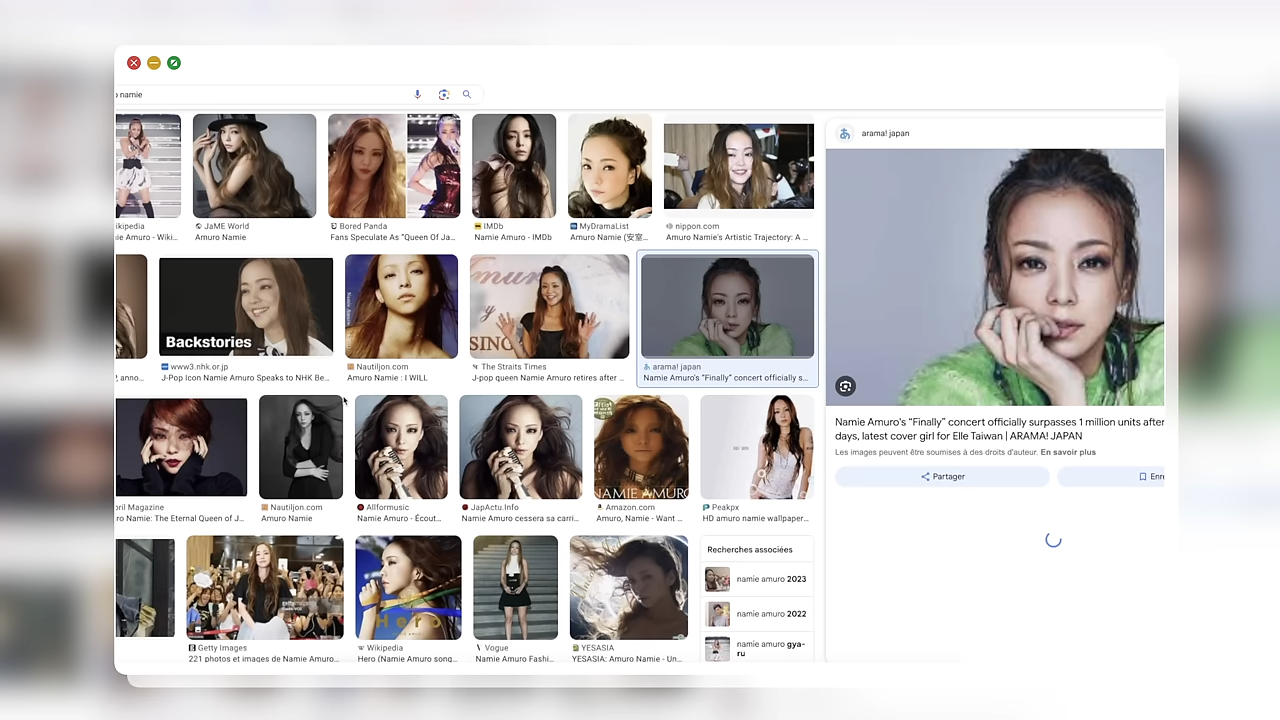 o namie
arama! japan
ikipedia
JaME World
Bored Panda
IMDb
MyDramaList
nippon.com
ie Amuro - Wiki...
Amuro Namie
Fans Speculate As "Queen Of Ja...
Namie Amuro - IMDb
Amuro Namie (安室...
Amuro Namie's Artistic Trajectory: A ...
Backstories
SING
www3.nhk.or.jp
Nautiljon.com
The Straits Times
arama! japan
, anno...
J-Pop Icon Namie Amuro Speaks to NHK Be...
Amuro Namie : I WILL
J-pop queen Namie Amuro retires after ...
Namie Amuro's "Finally" concert officially s...
Namie Amuro's "Finally" concert officially surpasses 1 million units after
days, latest cover girl for Elle Taiwan | ARAMA! JAPAN
Les images peuvent être soumises à des droits d'auteur. En savoir plus
Partager
Enre
NAMIE AMURO
pril Magazine
Nautiljon.com
Allformusic
JapActu.Info
Amazon.com
Peakpx
ro Namie: The Eternal Queen of J...
Amuro Namie
Namie Amuro - Écout...
Namie Amuro cessera sa carri...
Amuro, Namie - Want ...
HD amuro namie wallpaper...
Recherches associées
namie amuro 2023
namie amuro 2022
namie amuro gya-
ru
Hero
Getty Images
Wikipedia
Vogue
YESASIA
221 photos et images de Namie Amuro...
Hero (Namie Amuro song...
Namie Amuro Fashi...
YESASIA: Amuro Namie - Un...